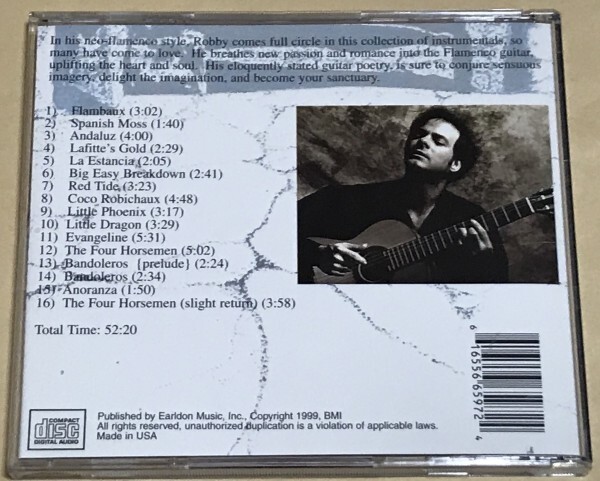 In his neo-flamenco style, Robby comes full circle in this collection of instrumentals, so
many have come to love. He breathes new passion and romance into the Flamenco guitar,
uplifting the heart and soul. His eloquently stated guitar poetry, is sure to conjure sensuous
imagery, delight the imagination, and become your sanctuary.
1) Flambaux (3:02)
2) Spanish Moss (1:40)
3) Andaluz (4:00)
4) Lafitte's Gold (2:29)
5) La Estancia (2:05)
6) Big Easy Breakdown (2:41)
7) Red Tide (3:23)
8) Coco Robichaux (4:48)
9) Little Phoenix (3:17)
10) Little Dragon (3:29)
11) Evangeline (5:31)
12) The Four Horsemen (5:02)
13) Bandoleros {prelude} (2:24)
14) Bandoleros (2:34)
15) Anoranza (1:50)
16) The Four Horsemen (slight return) (3:58)
Total Time: 52:20
6 16556 65972 4
COMPACT
disc
DIGITAL AUDIO
Published by Earldon Music, Inc., Copyright 1999, BMI
All rights reserved, unauthorized duplication is a violation of applicable laws.
Made in USA